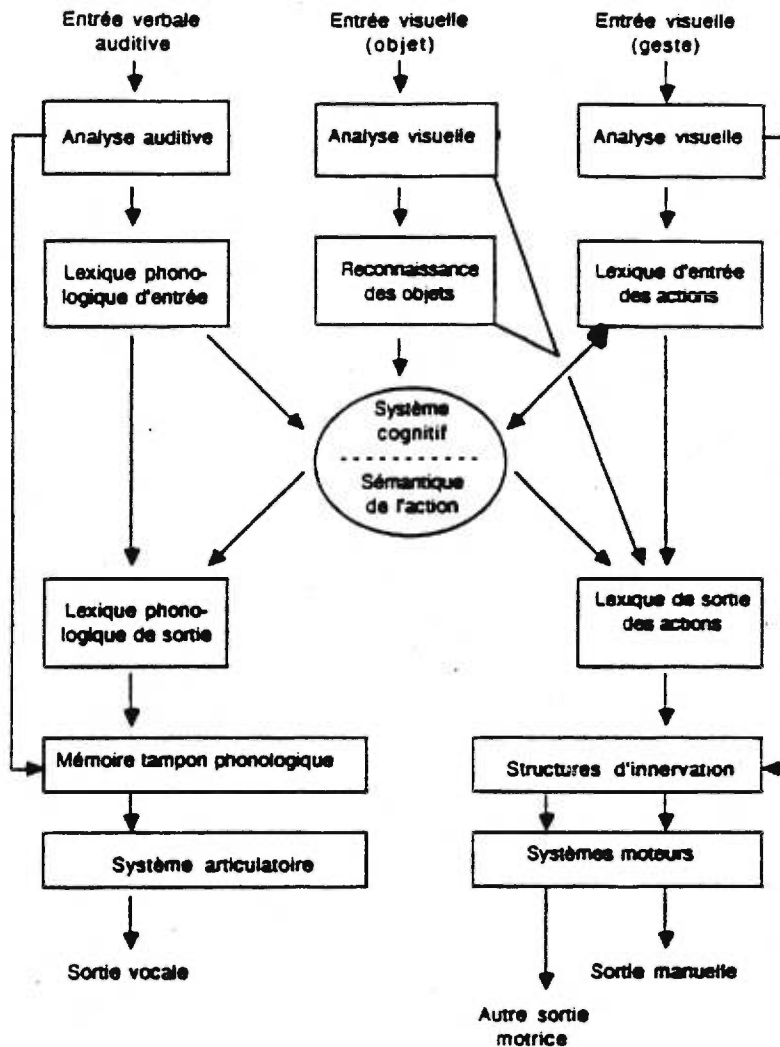 Entrée verbale
auditive
Entrée visuelle
(objet)
Entrée visuelle
(geste)
Analyse auditive
Analyse visuelle
Analyse visuelle
Lexique phono-
logique d'entrée
Reconnaissance
des objets
Lexique d'entrée
des actions
Système
cognitif
Sémantique
de l'action
Lexique phono-
logique de sortie
Lexique de sortie
des actions
Mémoire tampon phonologique
Structures d'innervation
Système articulatoire
Systèmes moteurs
Sortie vocale
Sortie manuelle
Autre sortie
motrice